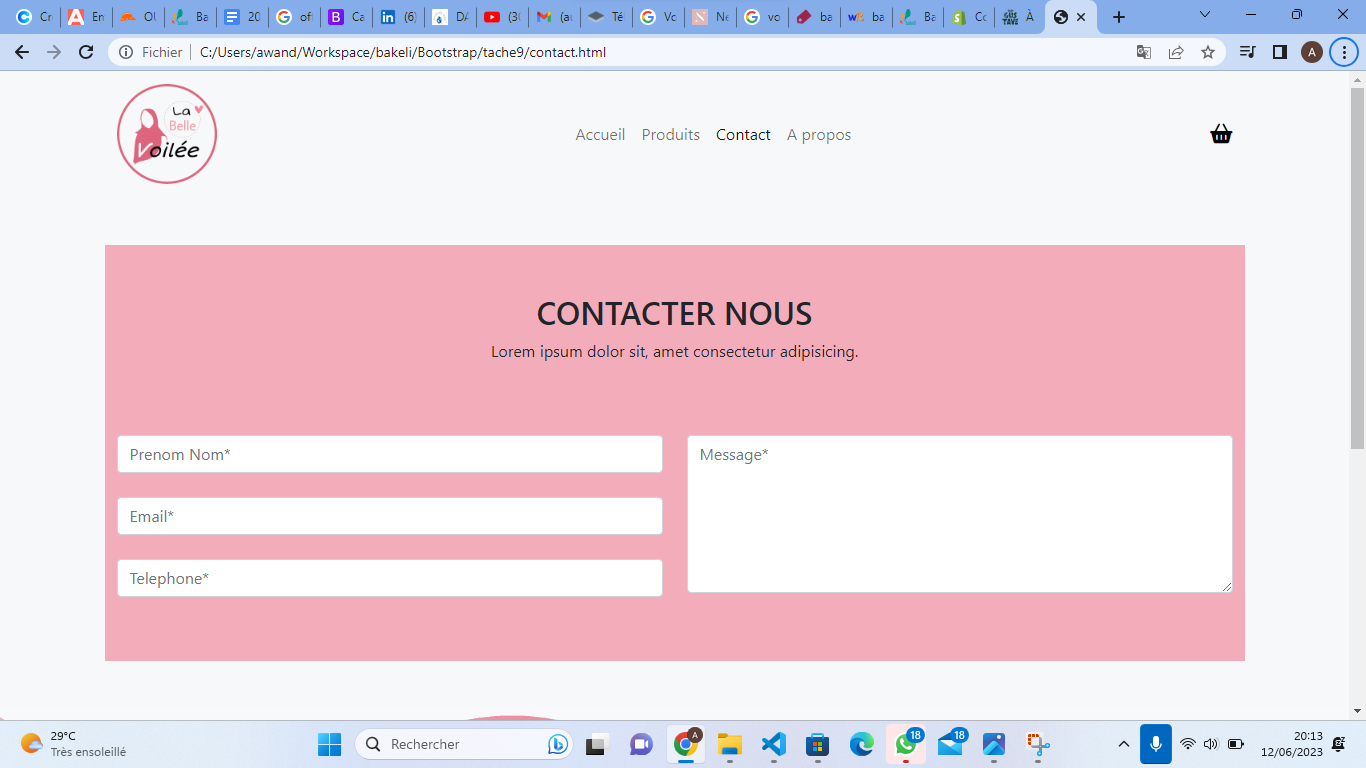 Cr
En
Ol
Ba
20
of
Ca
(6)
DA
(30
(au
Té
Vo
Ne
vo
bo
ba
Ba
Co
À
Fichier C:/Users/awand/Workspace/bakeli/Bootstrap/tache9/contact.html
A
La
Belle
Voilée
Accueil Produits Contact A propos
CONTACTER NOUS
Lorem ipsum dolor sit, amet consectetur adipisicing.
Prenom Nom*
Message*
Email*
Telephone*
29°C
Très ensoleillé
Rechercher
A
18
18
20:13
12/06/2023